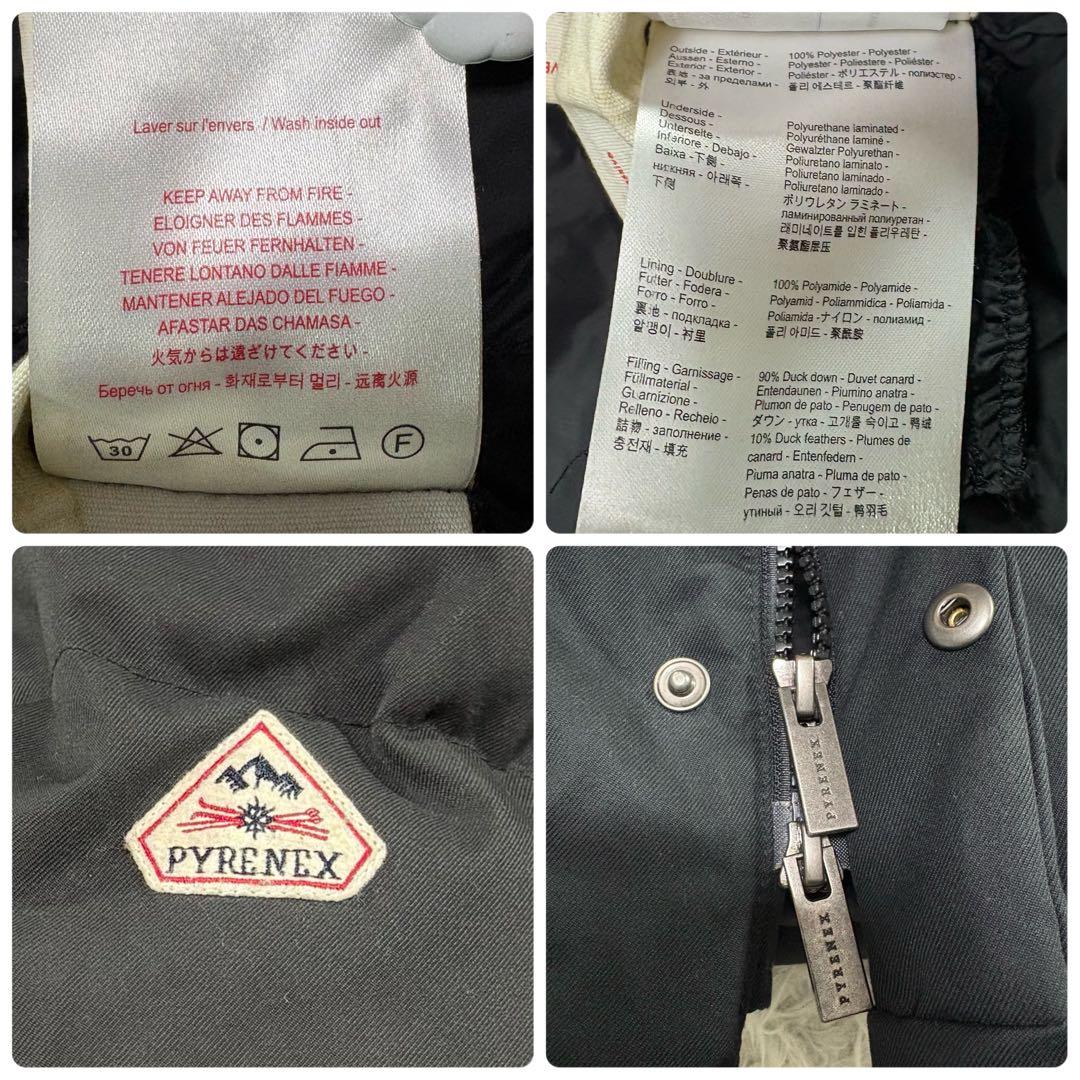 Laver sur l'envers / Wash inside out
KEEP AWAY FROM FIRE -
ELOIGNER DES FLAMMES -
VON FEUER FERNHALTEN -
TENERE LONTANO DALLE FIAMME -
MANTENER ALEJADO DEL FUEGO -
AFASTAR DAS CHAMASA -
火気からは遠ざけてください -
Беречь от огня - 화재로부터 멀리 - 远离火源
30
F
Outside - Extérieur -
Aussen - Esterno -
Exterior - Exterior -
表地 - за пределами -
외부 - 外
100% Polyester - Polyester -
Polyester - Poliestere - Poliéster -
Poliéster - ポリエステル - полиэстер -
폴리 에스테르 - 聚酯纤维
Underside -
Dessous -
Unterseite -
Inferiore - Debajo -
Baixa - 下側 -
нижняя - 아래쪽 -
下侧
Polyurethane laminated -
Polyuréthane laminé -
Gewalzter Polyurethan -
Poliuretano laminato -
Poliuretano laminado -
Poliuretano laminado -
ポリウレタン ラミネート -
ламинированный полиуретан -
래미네이트를 입힌 폴리우레탄 -
聚氨酯层压
Lining - Doublure -
Futter - Fodera -
Forro - Forro -
裏地 - подкладка -
알맹이 - 衬里
100% Polyamide - Polyamide -
Polyamid - Poliammidica - Poliamida -
Poliamida - ナイロン - полиамид -
폴리 아미드 - 聚酰胺
Filling - Garnissage -
Füllmaterial -
Guarnizione -
Relleno - Recheio -
詰物 - заполнение -
충전재 - 填充
90% Duck down - Duvet canard -
Entendaunen - Piumino anatra -
Plumon de pato - Penugem de pato -
ダウン - утка - 고개를 숙이고 - 鸭绒
10% Duck feathers - Plumes de
canard - Entenfedern -
Piuma anatra - Pluma de pato -
Penas de pato - フェザー -
утиный - 오리 깃털 - 鸭羽毛
PYRENEX
PYRENEX
PYRENEX